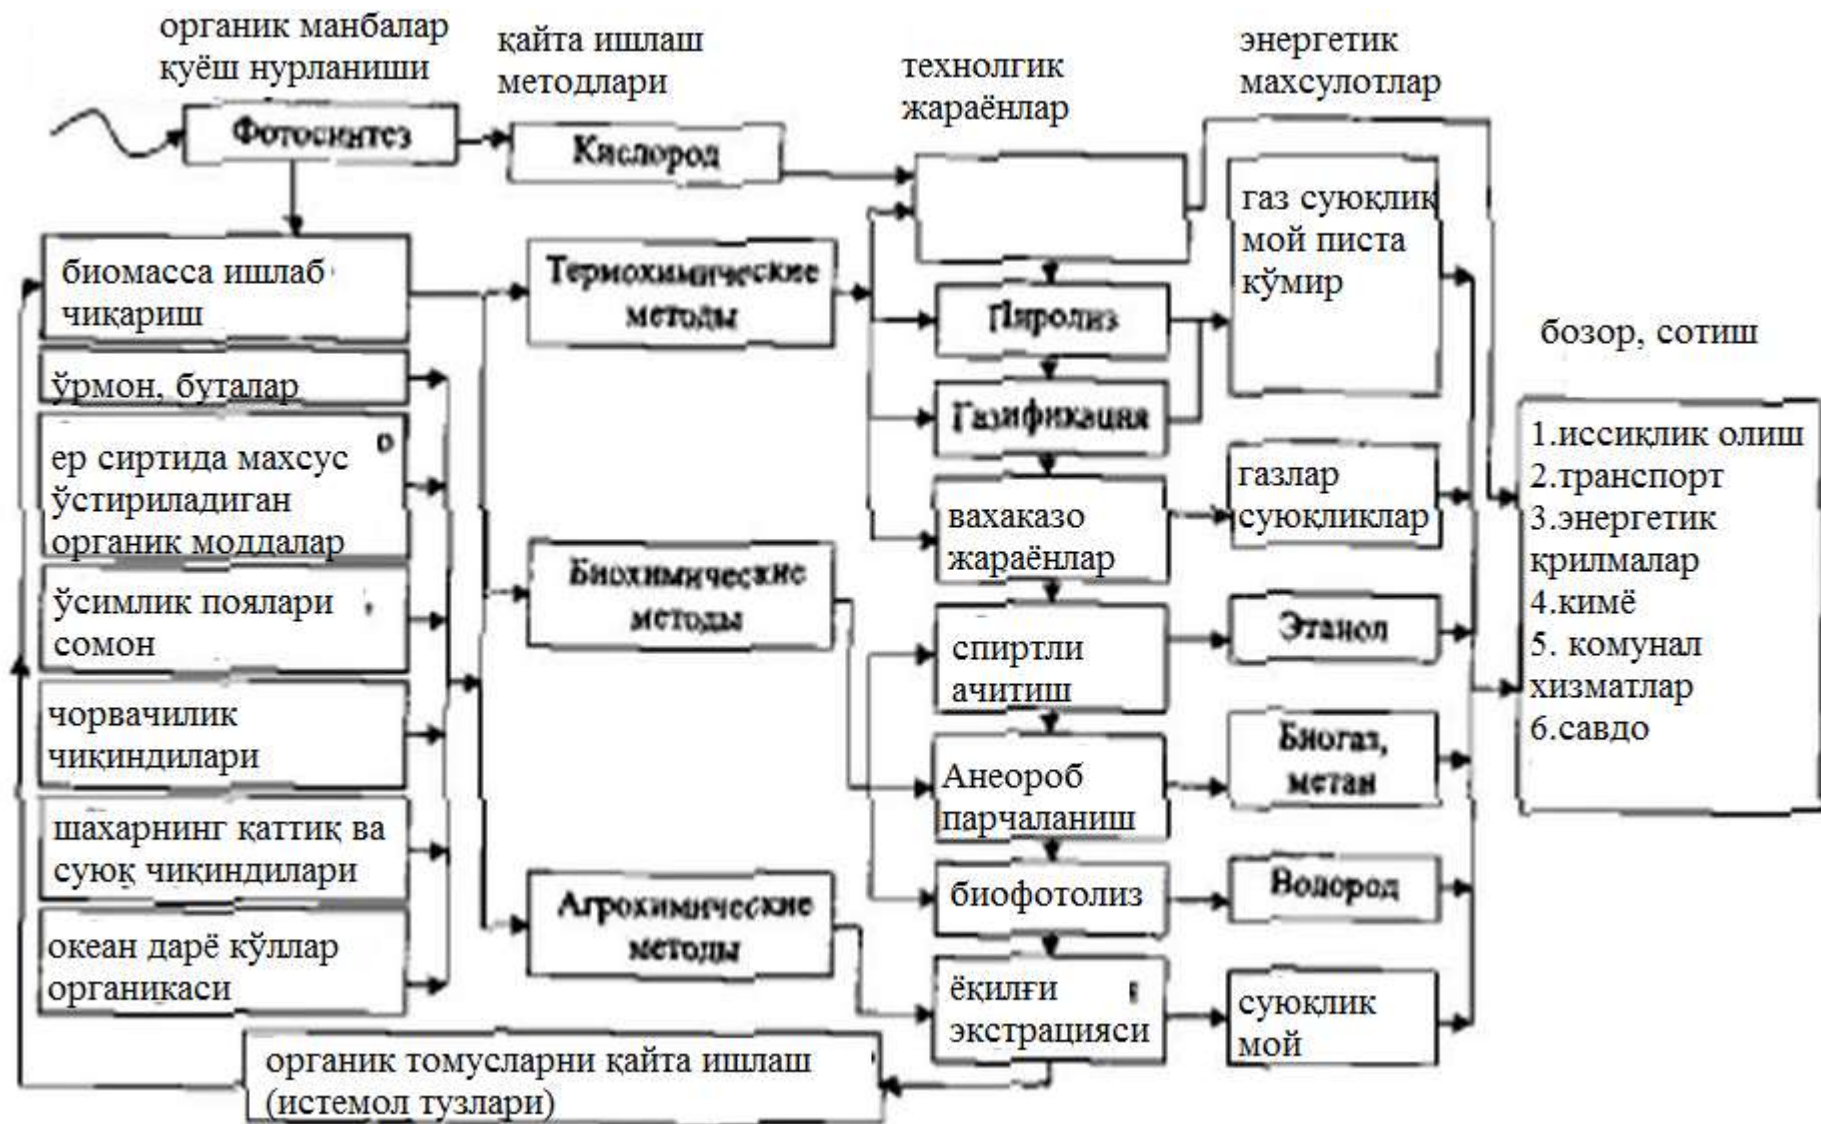 органик манбалар
қуёш нурланиши
қайта ишлаш
методлари
технолгик
жараёнлар
энергетик
махсулотлар
Фотосинтез
Кислород
биомасса ишлаб
чиқариш
ўрмон, буталар
ер сиртида махсус
ўстириладиган
органик моддалар
ўсимлик поялари
сомон
чорвачилик
чиқиндилари
шахарнинг қаттиқ ва
суюқ чиқиндилари
океан дарё кўллар
органикаси
Термохимические
методы
Биохимические
методы
Агрохимические
методы
Пиролиз
Газификация
вахаказо
жараёнлар
спиртли
ачитиш
Анеороб
парчаланиш
биофотолиз
ёқилғи
экстрацияси
газ суюқлик
мой писта
кўмир
газлар
суюқликлар
Этанол
Биогаз,
метан
Водород
суюқлик
мой
бозор, сотиш
1.иссиқлик олиш
2.транспорт
3.энергетик
қрилмалар
4.кимё
5. комунал
хизматлар
6.савдо
органик томусларни қайта ишлаш
(истемол тузлари)